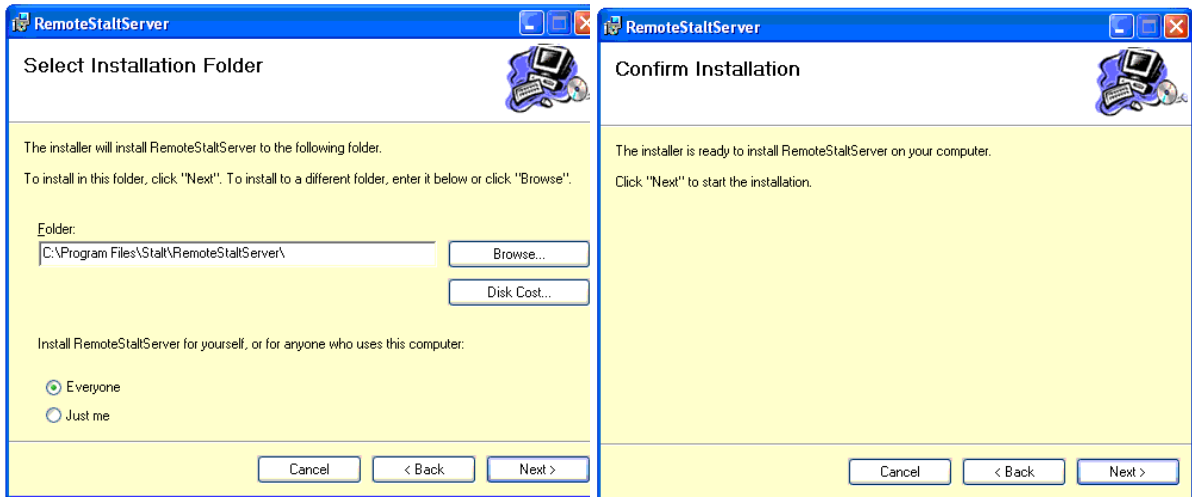 RemoteStaltServer
Select Installation Folder
The installer will install RemoteStaltServer to the following folder.
To install in this folder, click "Next". To install to a different folder, enter it below or click "Browse".
Folder:
C:\Program Files\Stalt\RemoteStaltServer\
Browse...
Disk Cost...
Install RemoteStaltServer for yourself, or for anyone who uses this computer:
Everyone
Just me
Cancel
< Back
Next >
RemoteStaltServer
Confirm Installation
The installer is ready to install RemoteStaltServer on your computer.
Click "Next" to start the installation.
Cancel
< Back
Next >